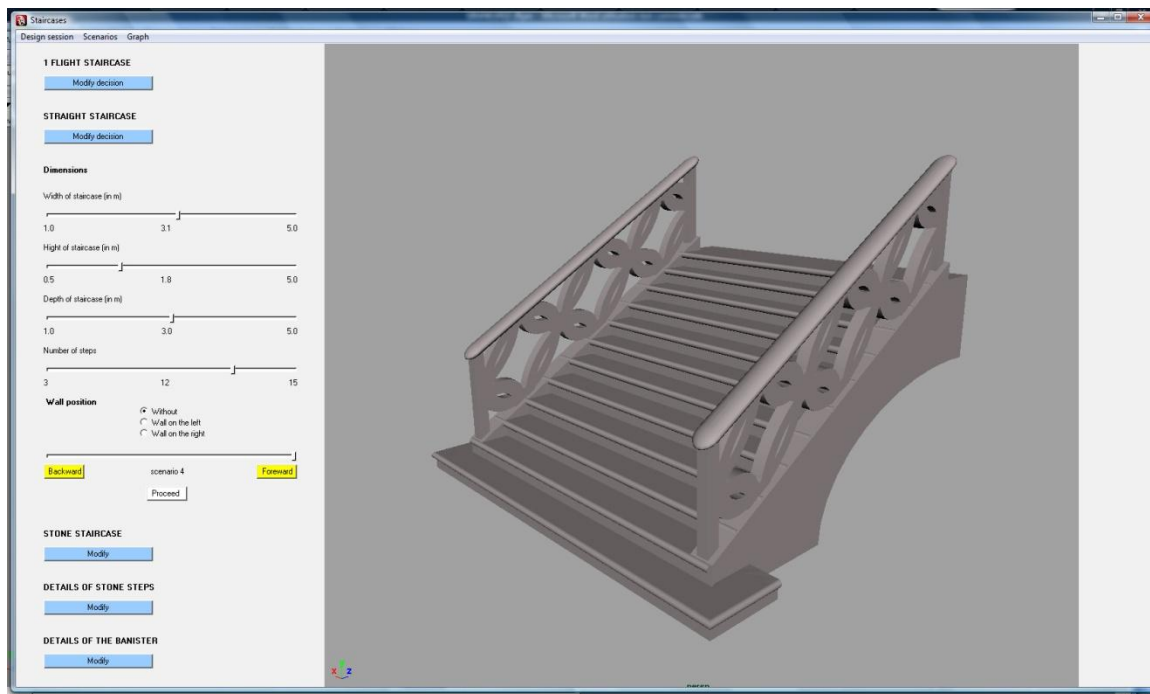 Staircases
Design session Scenarios Graph
1 FLIGHT STAIRCASE
Modify decision
STRAIGHT STAIRCASE
Modify decision
Dimensions
Width of staircase (in m)
1.0 3.1 5.0
Hight of staircase (in m)
0.5 1.8 5.0
Depth of staircase (in m)
1.0 3.0 5.0
Number of steps
3 12 15
Wall position
Without
Wall on the left
Wall on the right
Backward scenario 4 Foreward
Proceed
STONE STAIRCASE
Modify
DETAILS OF STONE STEPS
Modify
DETAILS OF THE BANISTER
Modify
x y z
persp